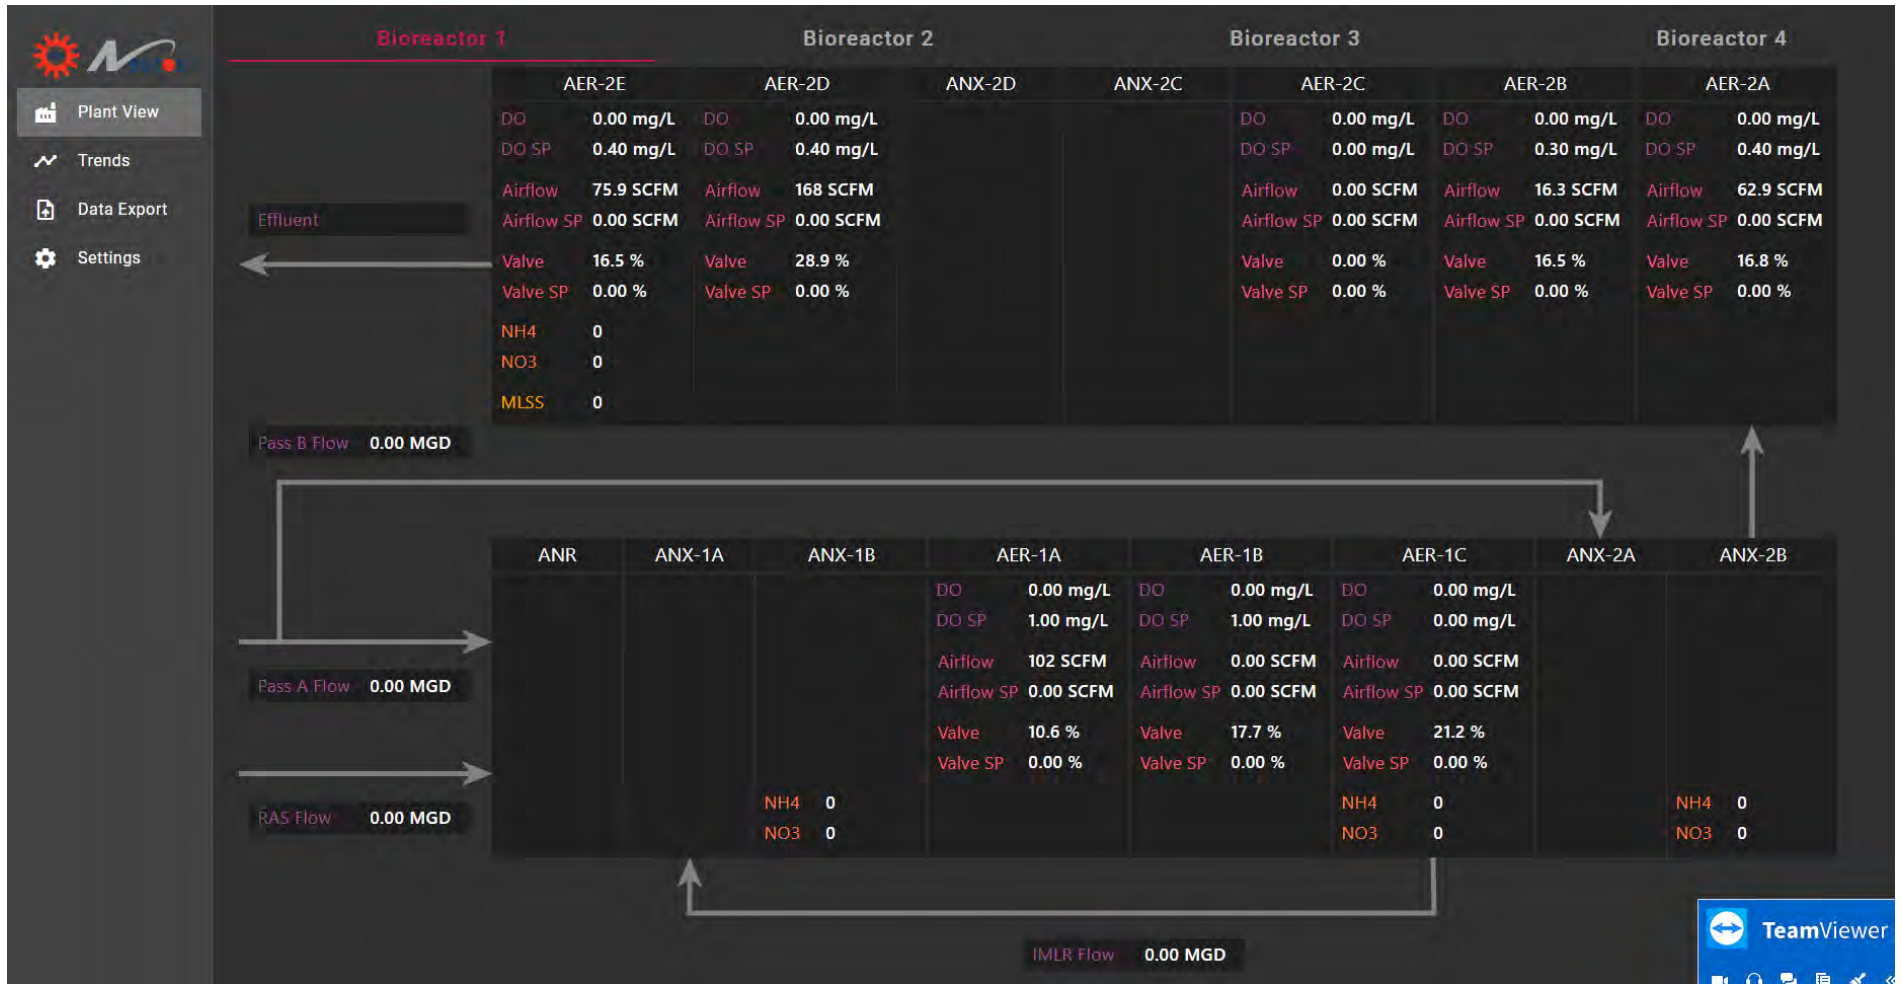 Bioreactor 1 Bioreactor 2 Bioreactor 3 Bioreactor 4
Plant View
Trends
Data Export
Settings
AER-2E AER-2D ANX-2D ANX-2C AER-2C AER-2B AER-2A
DO 0.00 mg/L DO 0.00 mg/L DO 0.00 mg/L DO 0.00 mg/L DO 0.00 mg/L
DO SP 0.40 mg/L DO SP 0.40 mg/L DO SP 0.00 mg/L DO SP 0.30 mg/L DO SP 0.40 mg/L
Airflow 75.9 SCFM Airflow 168 SCFM Airflow 0.00 SCFM Airflow 16.3 SCFM Airflow 62.9 SCFM
Effluent
Airflow SP 0.00 SCFM Airflow SP 0.00 SCFM Airflow SP 0.00 SCFM Airflow SP 0.00 SCFM Airflow SP 0.00 SCFM
Valve 16.5 % Valve 28.9 % Valve 0.00 % Valve 16.5 % Valve 16.8 %
Valve SP 0.00 % Valve SP 0.00 % Valve SP 0.00 % Valve SP 0.00 % Valve SP 0.00 %
NH4 0
NO3 0
MLSS 0
Pass B Flow 0.00 MGD
ANR ANX-1A ANX-1B AER-1A AER-1B AER-1C ANX-2A ANX-2B
DO 0.00 mg/L DO 0.00 mg/L DO 0.00 mg/L
DO SP 1.00 mg/L DO SP 1.00 mg/L DO SP 0.00 mg/L
Airflow 102 SCFM Airflow 0.00 SCFM Airflow 0.00 SCFM
Pass A Flow 0.00 MGD
Airflow SP 0.00 SCFM Airflow SP 0.00 SCFM Airflow SP 0.00 SCFM
Valve 10.6 % Valve 17.7 % Valve 21.2 %
Valve SP 0.00 % Valve SP 0.00 % Valve SP 0.00 %
NH4 0 NH4 0 NH4 0
RAS Flow 0.00 MGD
NO3 0 NO3 0 NO3 0
IMLR Flow 0.00 MGD
TeamViewer